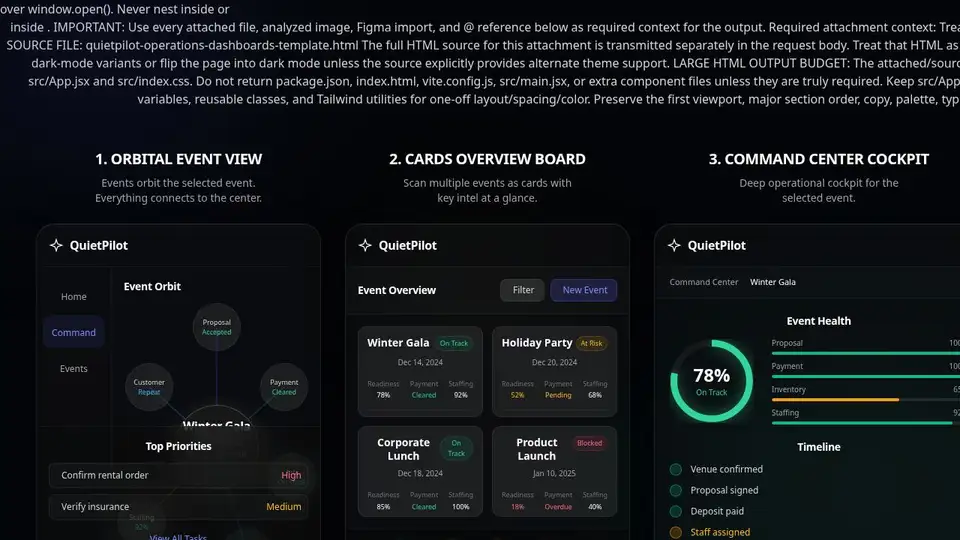 over window.open(). Never nest inside or
inside . IMPORTANT: Use every attached file, analyzed image, Figma import, and @ reference below as required context for the output. Required attachment context:
SOURCE FILE: quietpilot-operations-dashboards-template.html The full HTML source for this attachment is transmitted separately in the request body. Treat that HTML as
dark-mode variants or flip the page into dark mode unless the source explicitly provides alternate theme support. LARGE HTML OUTPUT BUDGET: The
src/App.jsx and src/index.css. Do not return package.json, index.html, vite.config.js, src/main.jsx, or extra component files unless they are truly required. Keep
variables, reusable classes, and Tailwind utilities for one-off layout/spacing/color. Preserve the first viewport, major section order, copy, palette,
1. ORBITAL EVENT VIEW
Events orbit the selected event.
Everything connects to the center.
QuietPilot
Home
Command
Events
Event Orbit
Proposal
Accepted
Customer
Repeat
Payment
Cleared
Winter Gala
Top Priorities
Confirm rental order High
Verify insurance Medium
Staffing
92%
View All Tasks
2. CARDS OVERVIEW BOARD
Scan multiple events as cards with
key intel at a glance.
QuietPilot
Event Overview Filter New Event
Winter Gala On Track
Dec 14, 2024
Readiness Payment Staffing
78% Cleared 92%
Holiday Party At Risk
Dec 20, 2024
Readiness Payment Staffing
52% Pending 68%
Corporate
Lunch
On
Track
Dec 18, 2024
Readiness Payment Staffing
85% Cleared 100%
Product
Launch
Blocked
Jan 10, 2025
Readiness Payment Staffing
18% Overdue 40%
3. COMMAND CENTER COCKPIT
Deep operational cockpit for the
selected event.
QuietPilot
Command Center Winter Gala
Event Health
78%
On Track
Proposal 100
Payment 100
Inventory 65
Staffing 92
Timeline
Venue confirmed
Proposal signed
Deposit paid
Staff assigned